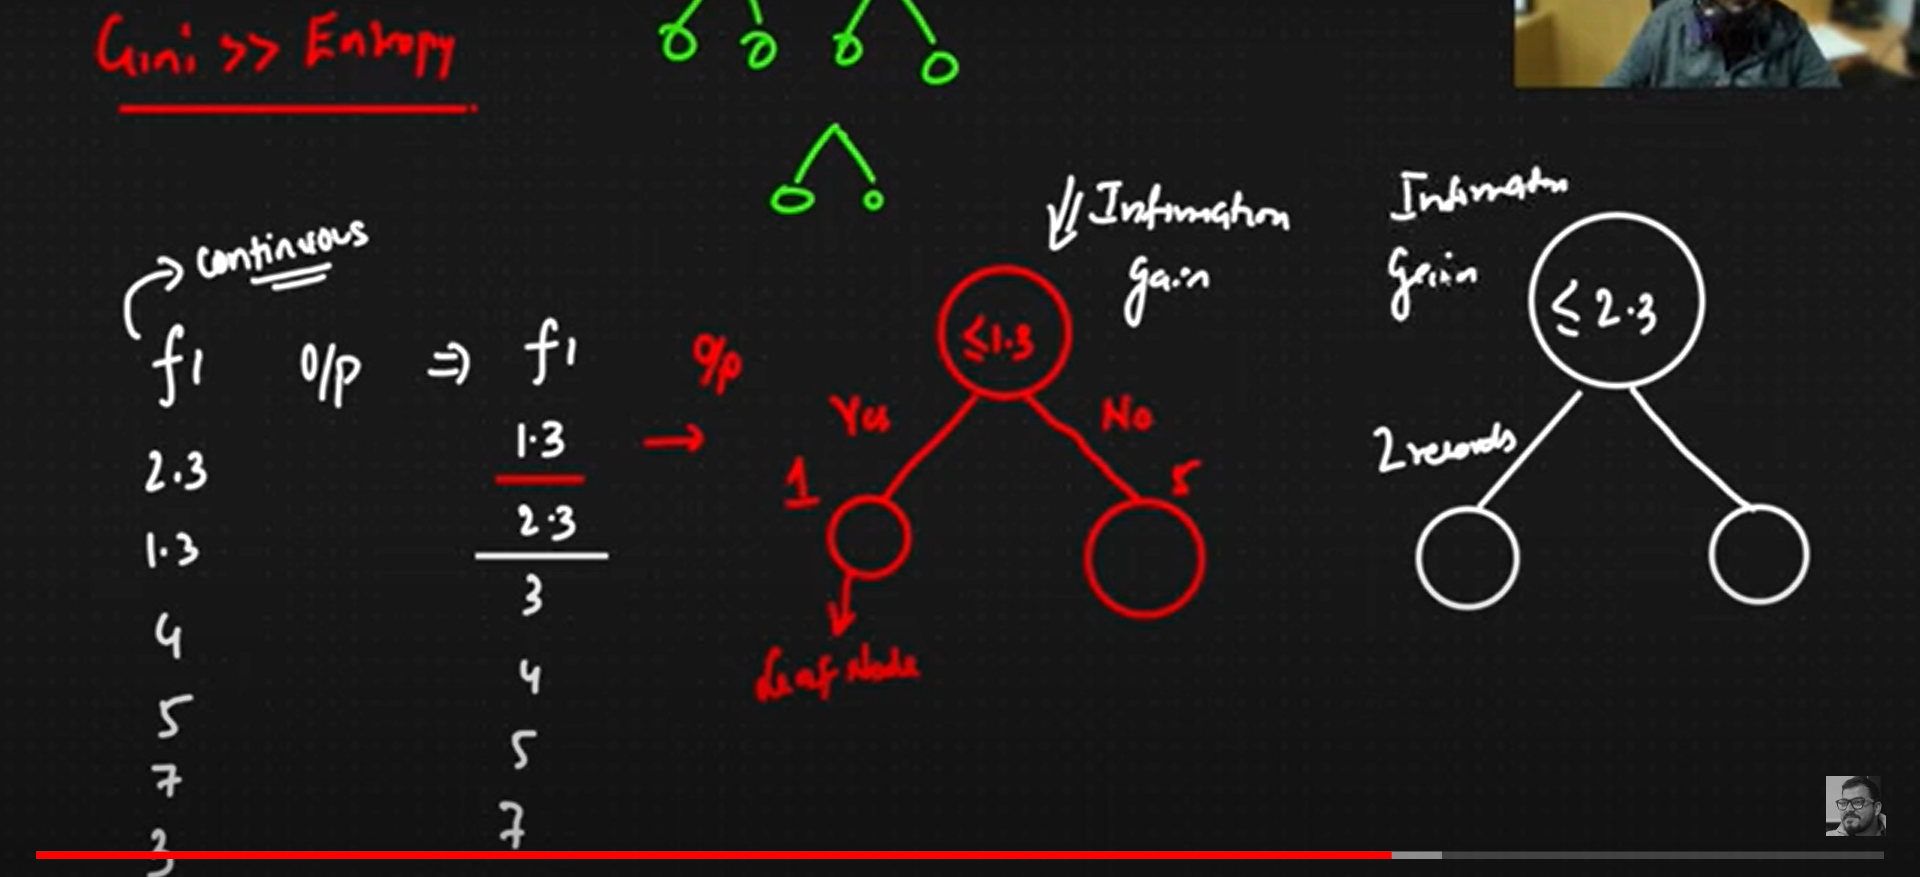 Gini >> Entropy
continuous
f1 O/P ⇒ f1 O/P
2.3
1.3
4
5
7
3
1.3 →
2.3
3
4
5
7
Information
gain
≤1.3
Yes No
1 5
Leaf Node
Information
Gain
≤ 2.3
2 records